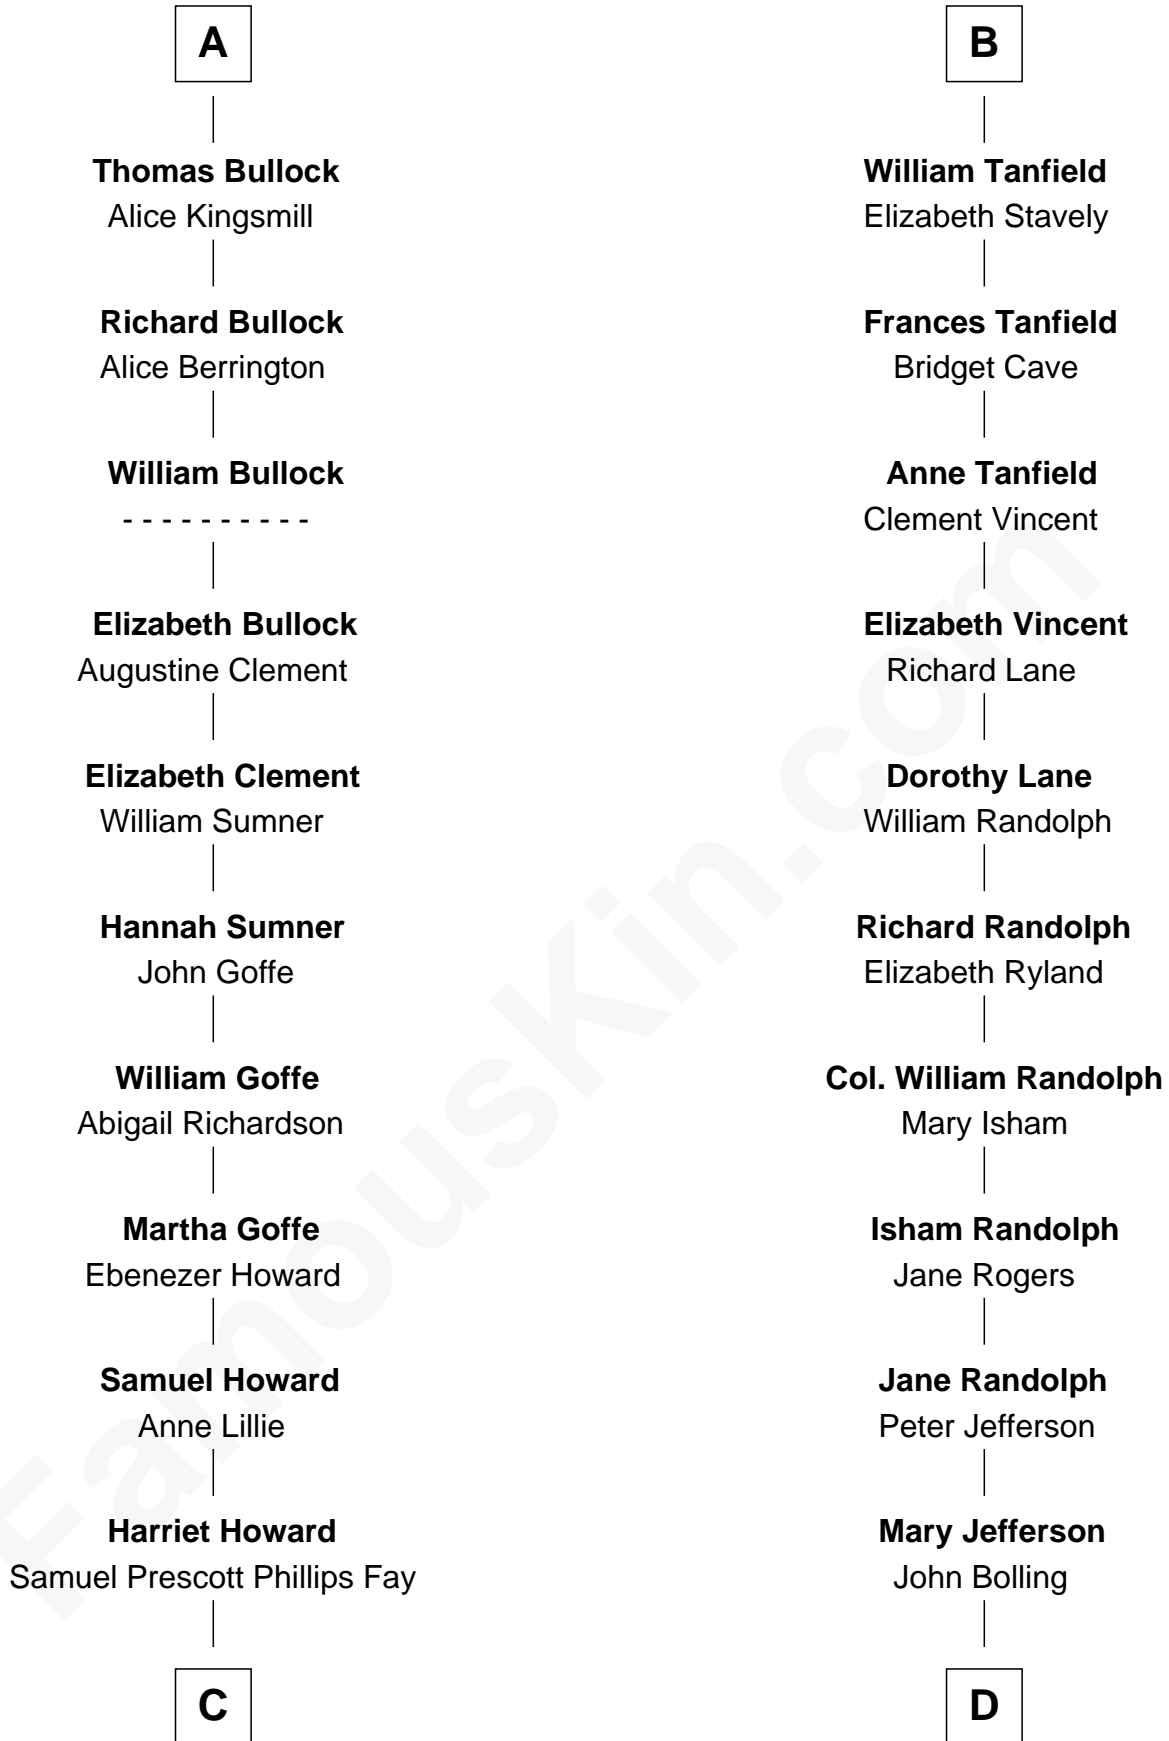 A
Thomas Bullock
Alice Kingsmill
Richard Bullock
Alice Berrington
William Bullock
- - - - - - - - - -
Elizabeth Bullock
Augustine Clement
Elizabeth Clement
William Sumner
Hannah Sumner
John Goffe
William Goffe
Abigail Richardson
Martha Goffe
Ebenezer Howard
Samuel Howard
Anne Lillie
Harriet Howard
Samuel Prescott Phillips Fay
C
B
William Tanfield
Elizabeth Stavely
Frances Tanfield
Bridget Cave
Anne Tanfield
Clement Vincent
Elizabeth Vincent
Richard Lane
Dorothy Lane
William Randolph
Richard Randolph
Elizabeth Ryland
Col. William Randolph
Mary Isham
Isham Randolph
Jane Rogers
Jane Randolph
Peter Jefferson
Mary Jefferson
John Bolling
D
FamousKin.com